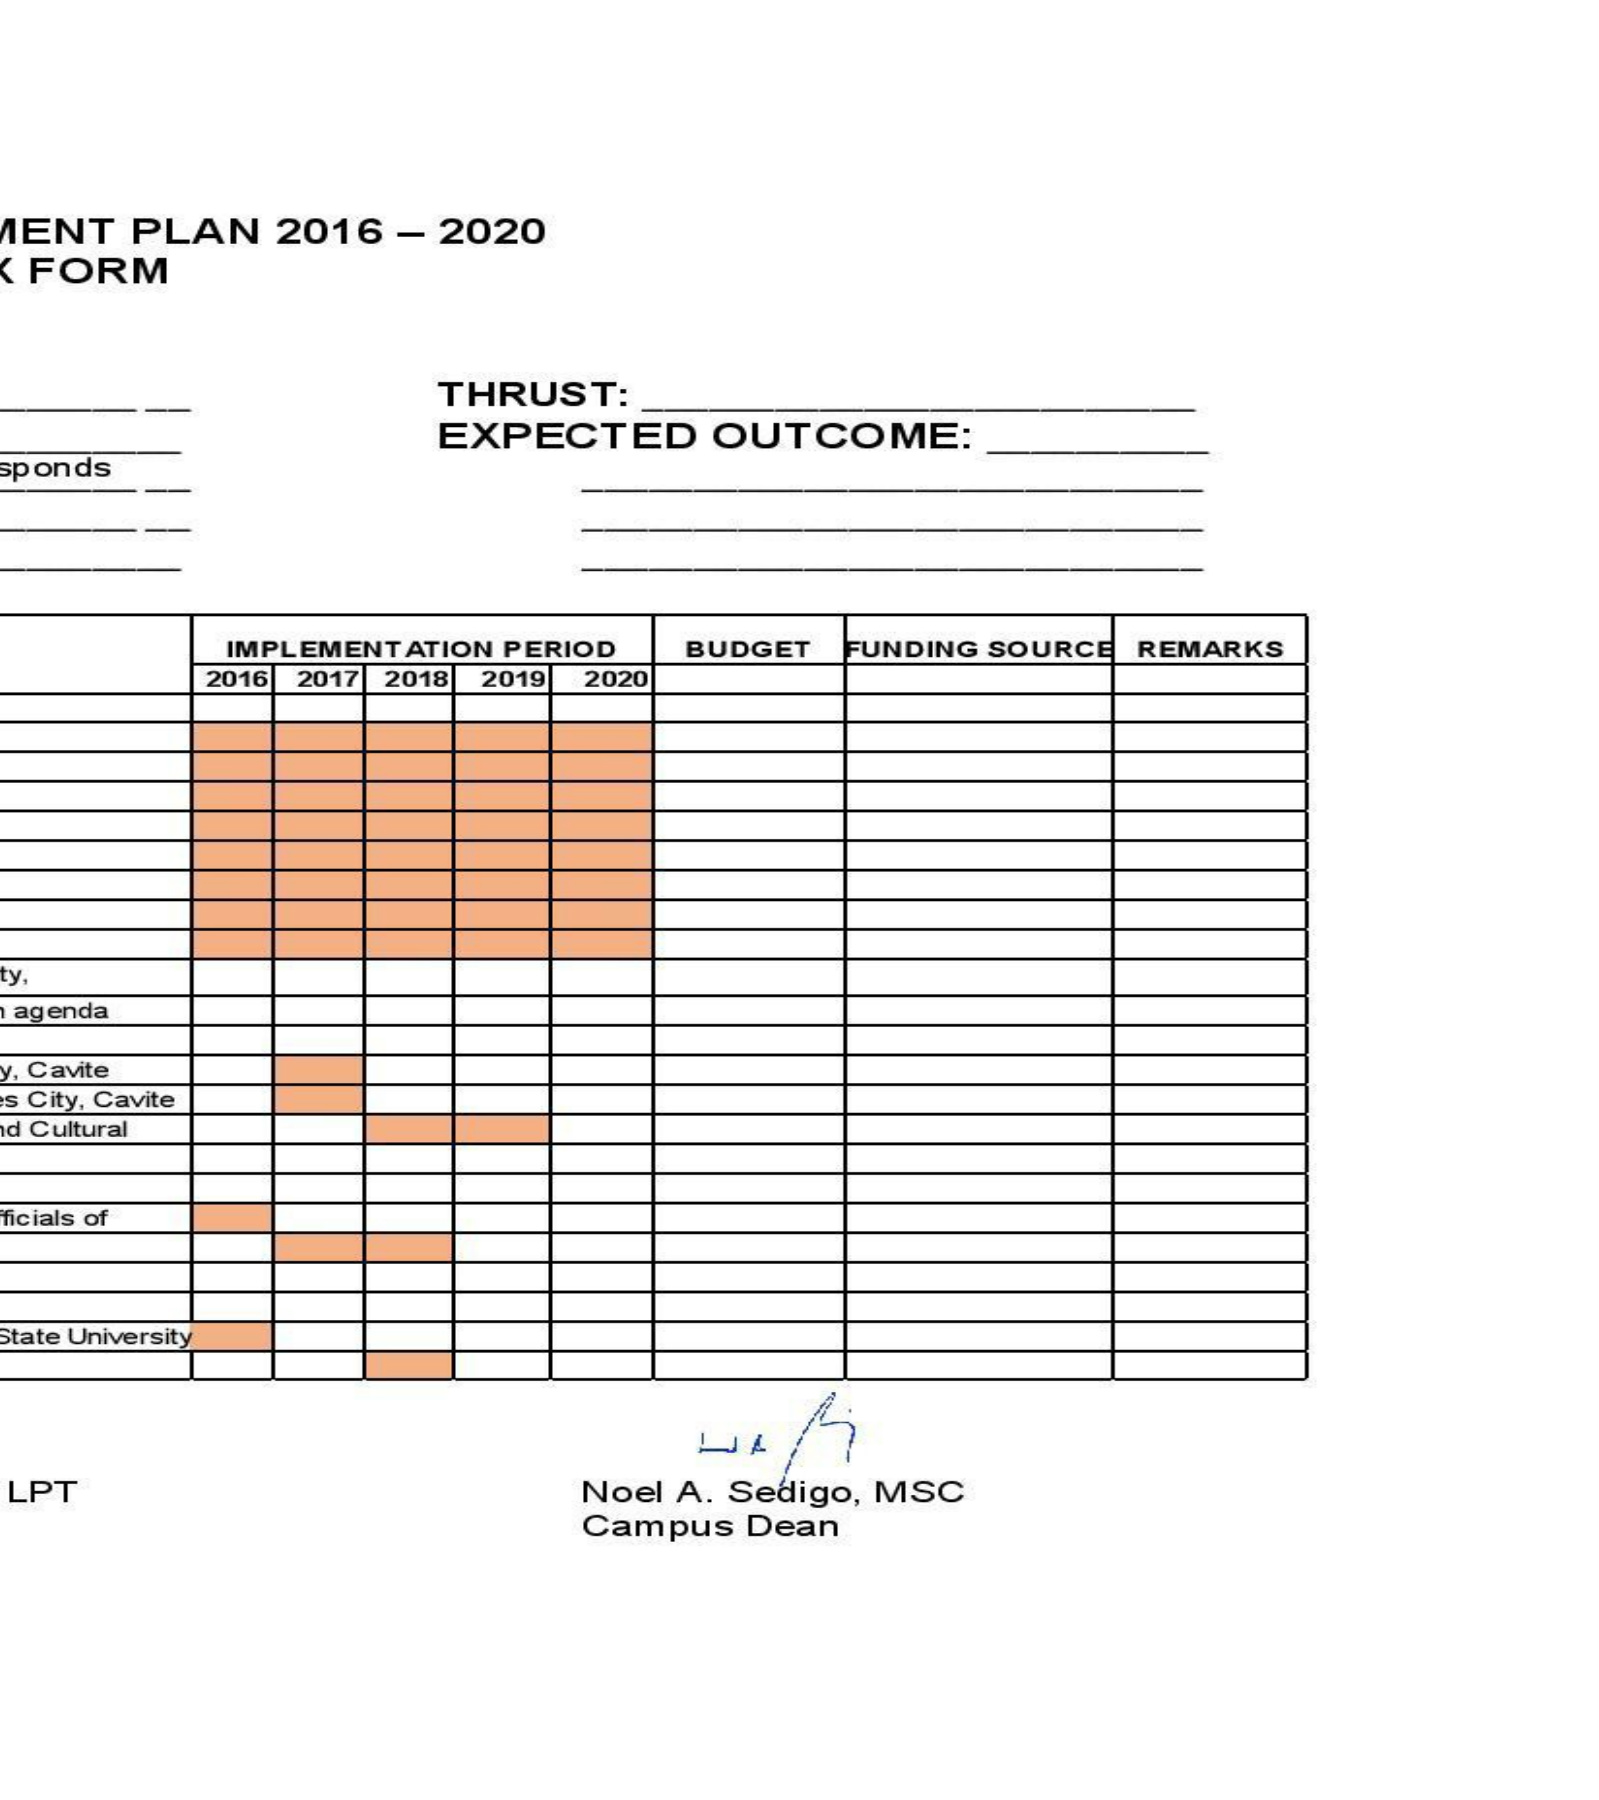 MENT PLAN 2016 – 2020
X FORM
THRUST: _________________________
EXPECTED OUTCOME: __________
sponds
IMPLEMENTATION PERIOD BUDGET FUNDING SOURCE REMARKS
2016 2017 2018 2019 2020
ty,
n agenda
y, Cavite
es City, Cavite
nd Cultural
fficials of
State University
LPT
Noel A. Sedigo, MSC
Campus Dean